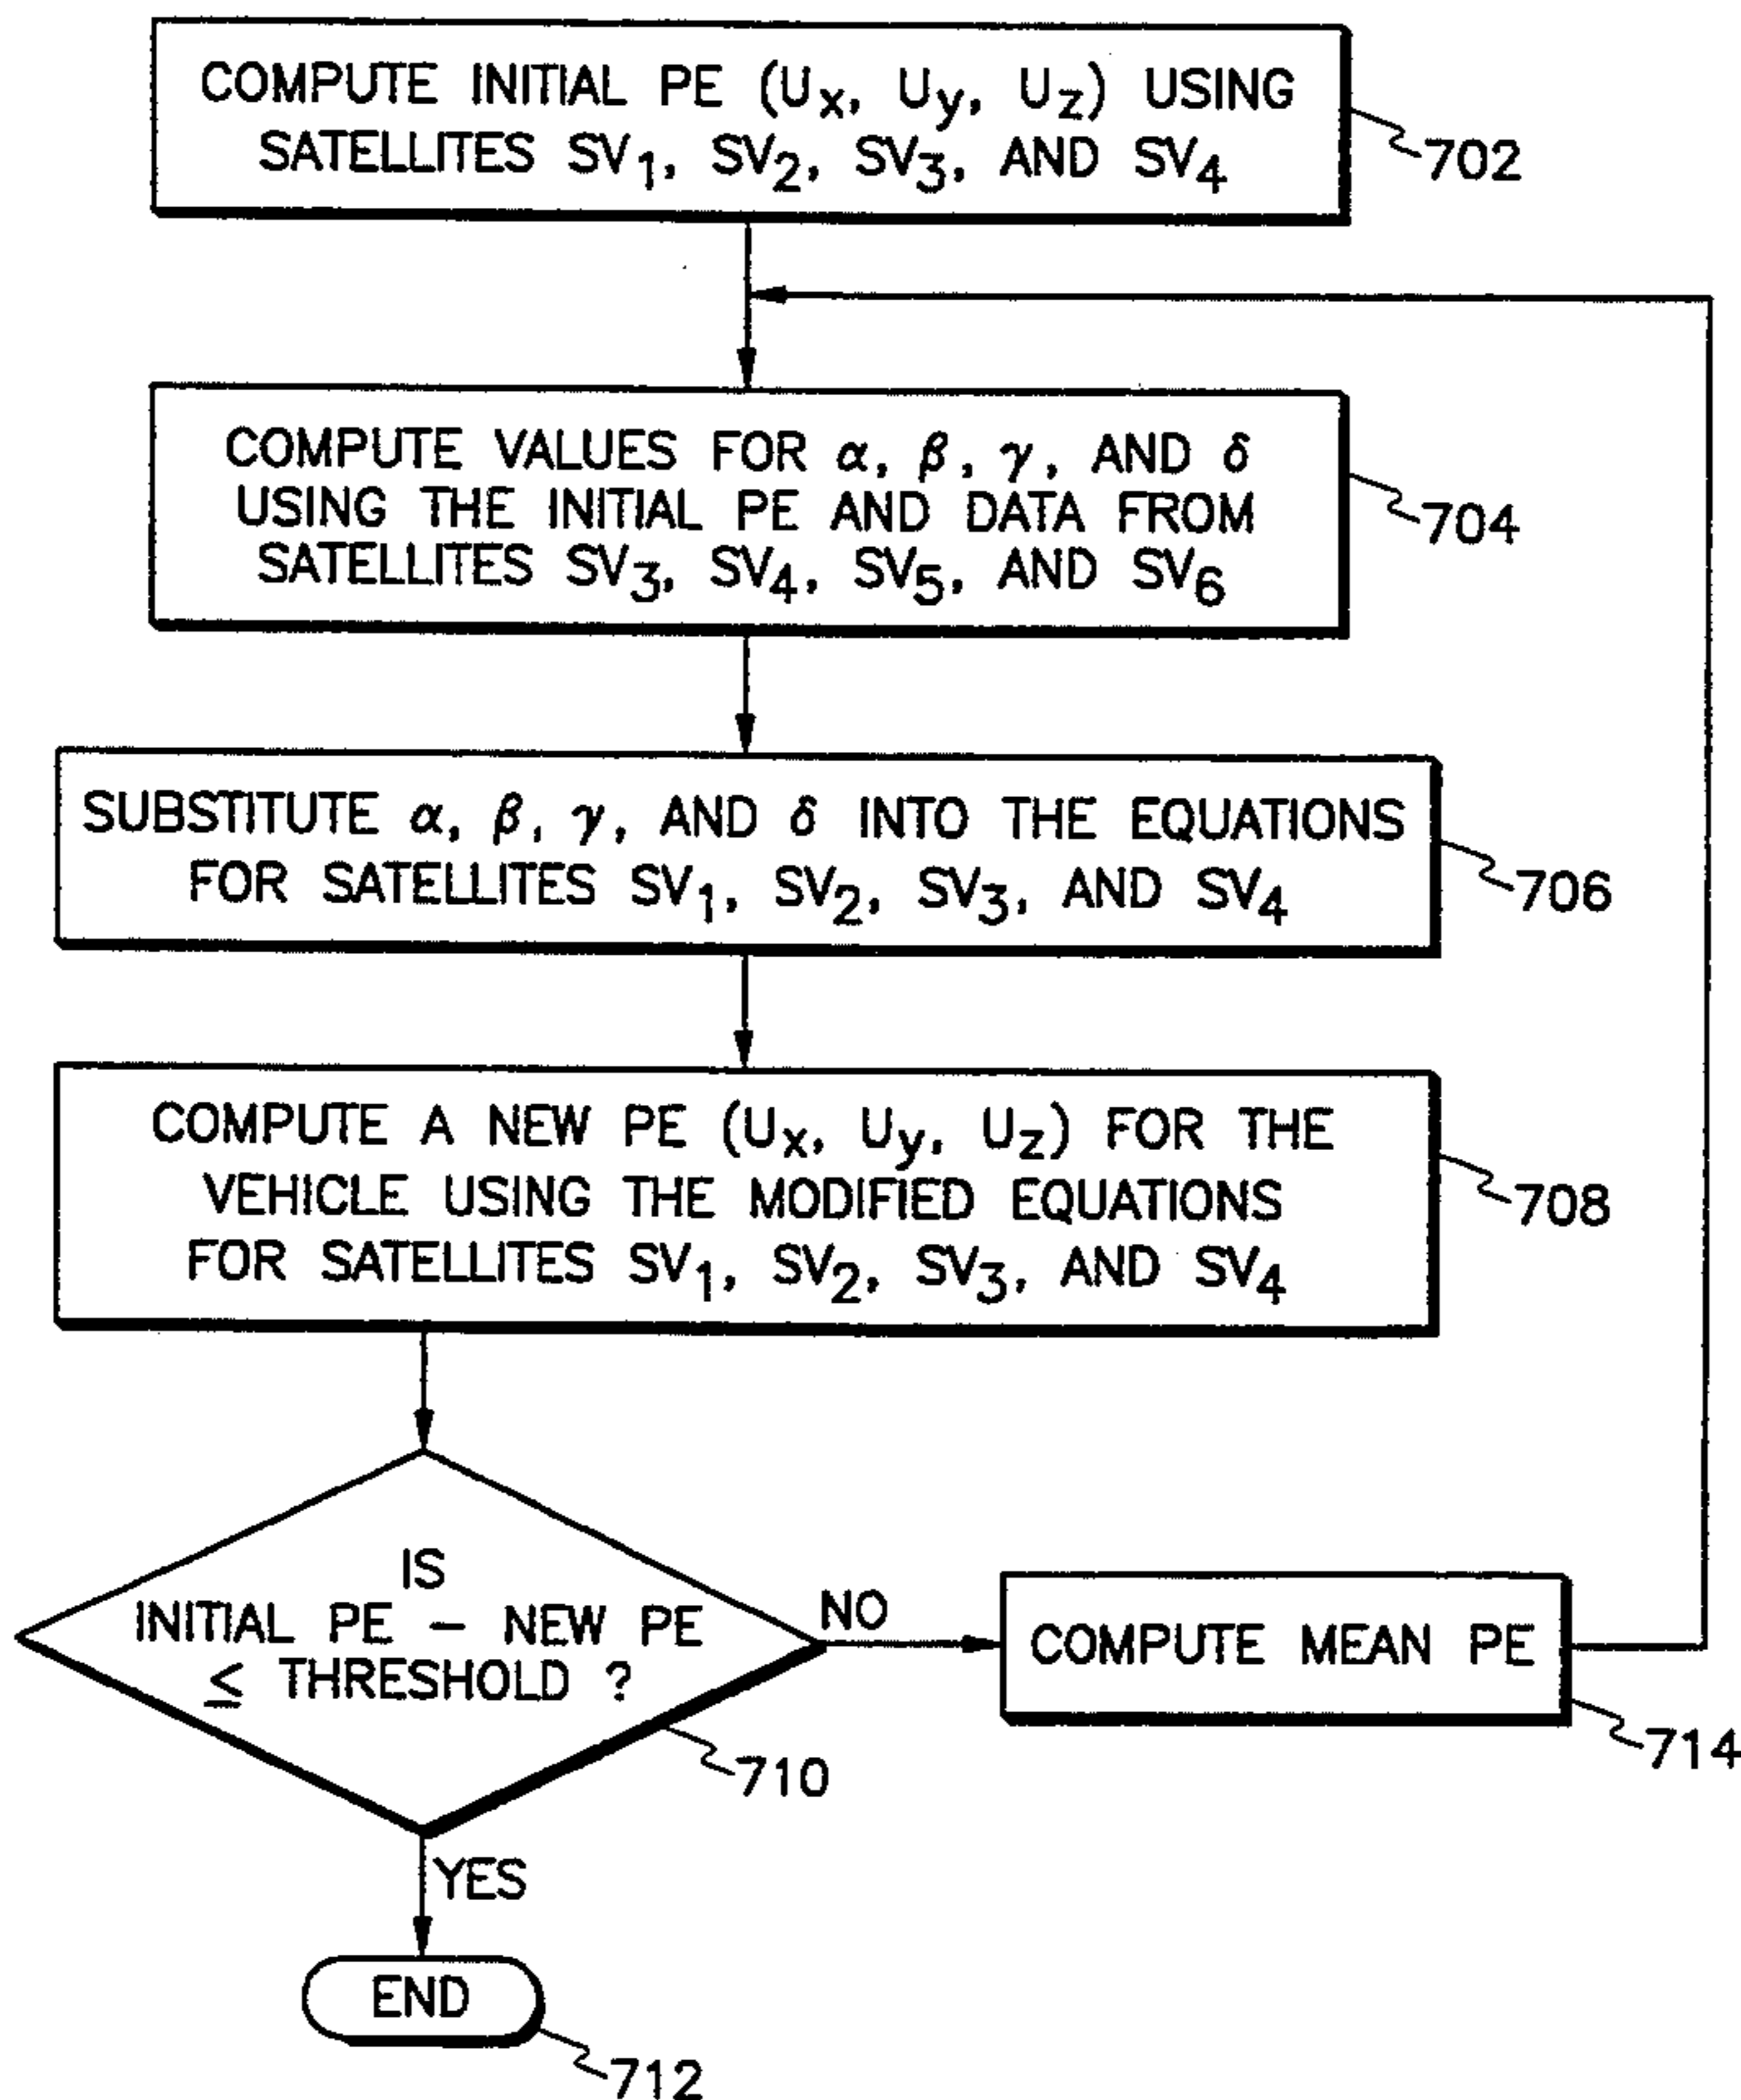 COMPUTE INITIAL PE (Uₓ, Uᵧ, U_z) USING
SATELLITES SV₁, SV₂, SV₃, AND SV₄
702
COMPUTE VALUES FOR α, β, γ, AND δ
USING THE INITIAL PE AND DATA FROM
SATELLITES SV₃, SV₄, SV₅, AND SV₆
704
SUBSTITUTE α, β, γ, AND δ INTO THE EQUATIONS
FOR SATELLITES SV₁, SV₂, SV₃, AND SV₄
706
COMPUTE A NEW PE (Uₓ, Uᵧ, U_z) FOR THE
VEHICLE USING THE MODIFIED EQUATIONS
FOR SATELLITES SV₁, SV₂, SV₃, AND SV₄
708
IS
INITIAL PE – NEW PE
≤ THRESHOLD ?
710
NO
COMPUTE MEAN PE
714
YES
END
712